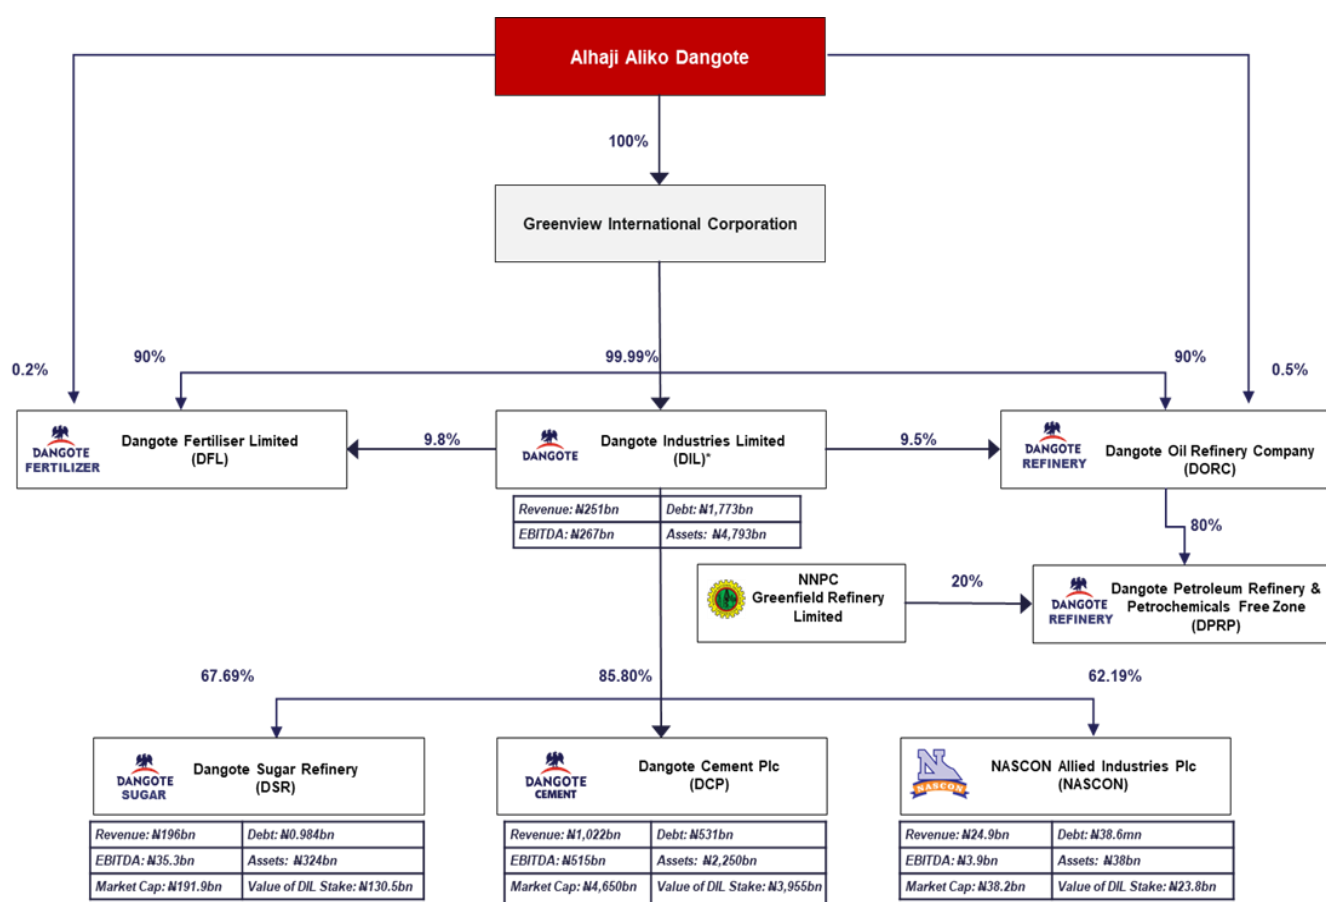 Alhaji Aliko Dangote
100%
Greenview International Corporation
0.2%
90%
99.99%
90%
0.5%
DANGOTE
FERTILIZER
Dangote Fertiliser Limited
(DFL)
9.8%
DANGOTE
Dangote Industries Limited
(DIL)*
9.5%
DANGOTE
REFINERY
Dangote Oil Refinery Company
(DORC)
Revenue: ₦251bn
Debt: ₦1,773bn
EBITDA: ₦267bn
Assets: ₦4,793bn
80%
NNPC
Greenfield Refinery
Limited
20%
DANGOTE
REFINERY
Dangote Petroleum Refinery &
Petrochemicals Free Zone
(DPRP)
67.69%
85.80%
62.19%
DANGOTE
SUGAR
Dangote Sugar Refinery
(DSR)
DANGOTE
CEMENT
Dangote Cement Plc
(DCP)
N
NASCON
NASCON Allied Industries Plc
(NASCON)
Revenue: ₦196bn
Debt: ₦0.984bn
EBITDA: ₦35.3bn
Assets: ₦324bn
Market Cap: ₦191.9bn
Value of DIL Stake: ₦130.5bn
Revenue: ₦1,022bn
Debt: ₦531bn
EBITDA: ₦515bn
Assets: ₦2,250bn
Market Cap: ₦4,650bn
Value of DIL Stake: ₦3,955bn
Revenue: ₦24.9bn
Debt: ₦38.6mn
EBITDA: ₦3.9bn
Assets: ₦38bn
Market Cap: ₦38.2bn
Value of DIL Stake: ₦23.8bn